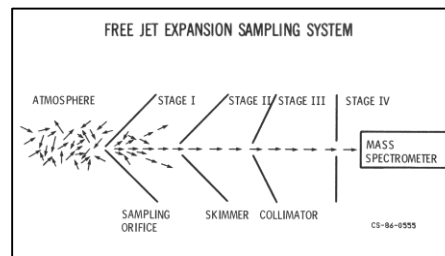 FREE JET EXPANSION SAMPLING SYSTEM
ATMOSPHERE STAGE I STAGE II STAGE III STAGE IV
MASS
SPECTROMETER
SAMPLING
ORIFICE SKIMMER COLLIMATOR
CS-86-0555